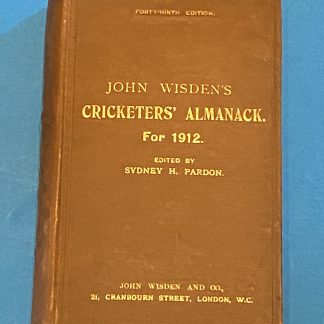 FORTY-NINTH EDITION.
JOHN WISDEN'S
CRICKETERS' ALMANACK.
For 1912.
EDITED BY
SYDNEY H. PARDON.
JOHN WISDEN AND CO.,
21, CRANBOURN STREET, LONDON, W.C.